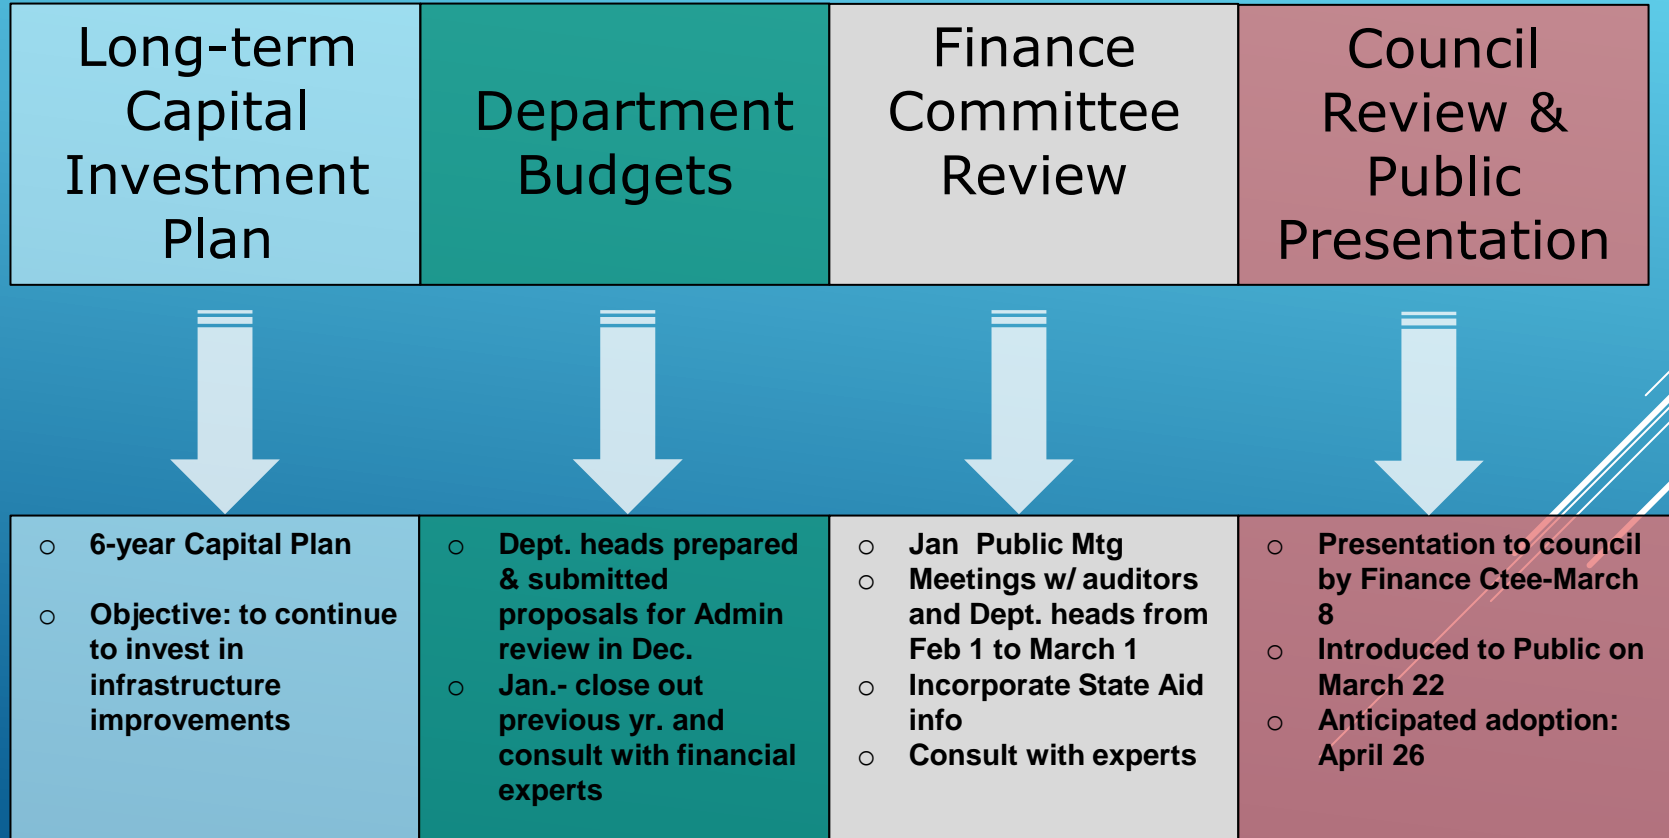 Long-term
Capital
Investment
Plan
Department
Budgets
Finance
Committee
Review
Council
Review &
Public
Presentation
o 6-year Capital Plan
o Objective: to continue
to invest in
infrastructure
improvements
o Dept. heads prepared
& submitted
proposals for Admin
review in Dec.
o Jan.- close out
previous yr. and
consult with financial
experts
o Jan Public Mtg
o Meetings w/ auditors
and Dept. heads from
Feb 1 to March 1
o Incorporate State Aid
info
o Consult with experts
o Presentation to council
by Finance Ctee-March
8
o Introduced to Public on
March 22
o Anticipated adoption:
April 26